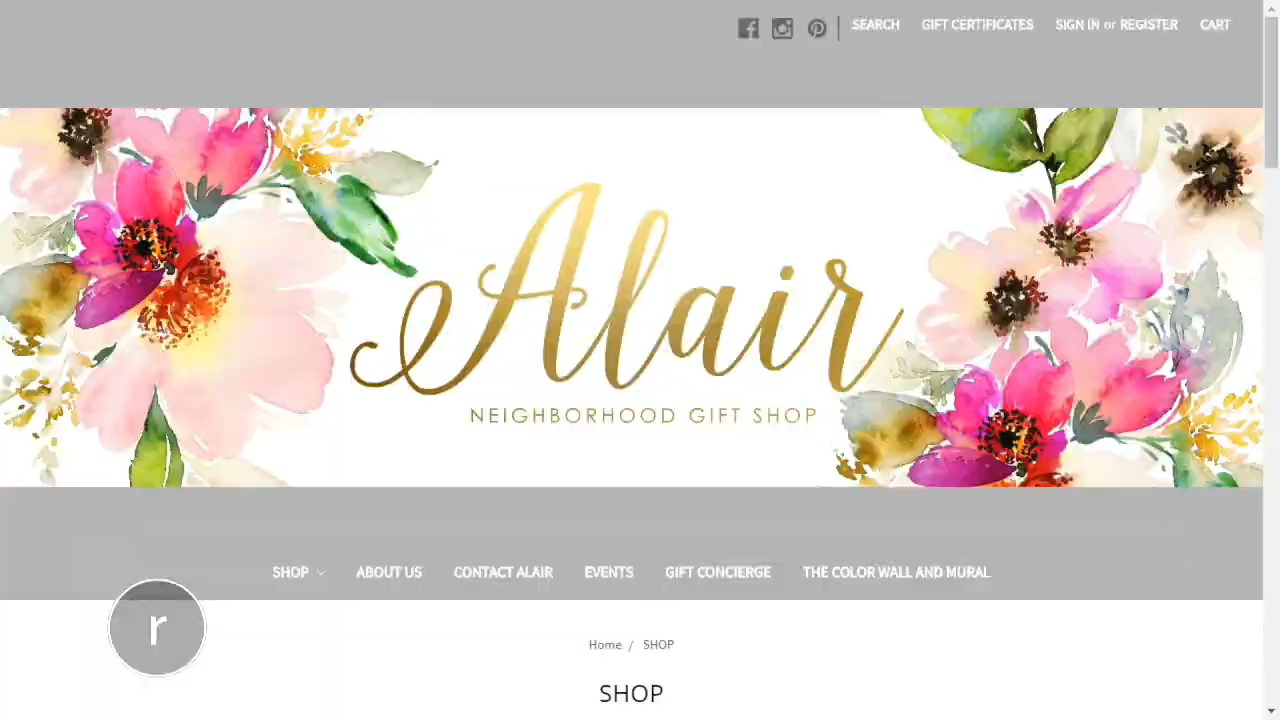 SEARCH GIFT CERTIFICATES SIGN IN or REGISTER CART
Alair
NEIGHBORHOOD GIFT SHOP
SHOP ABOUT US CONTACT ALAIR EVENTS GIFT CONCIERGE THE COLOR WALL AND MURAL
r
Home / SHOP
SHOP